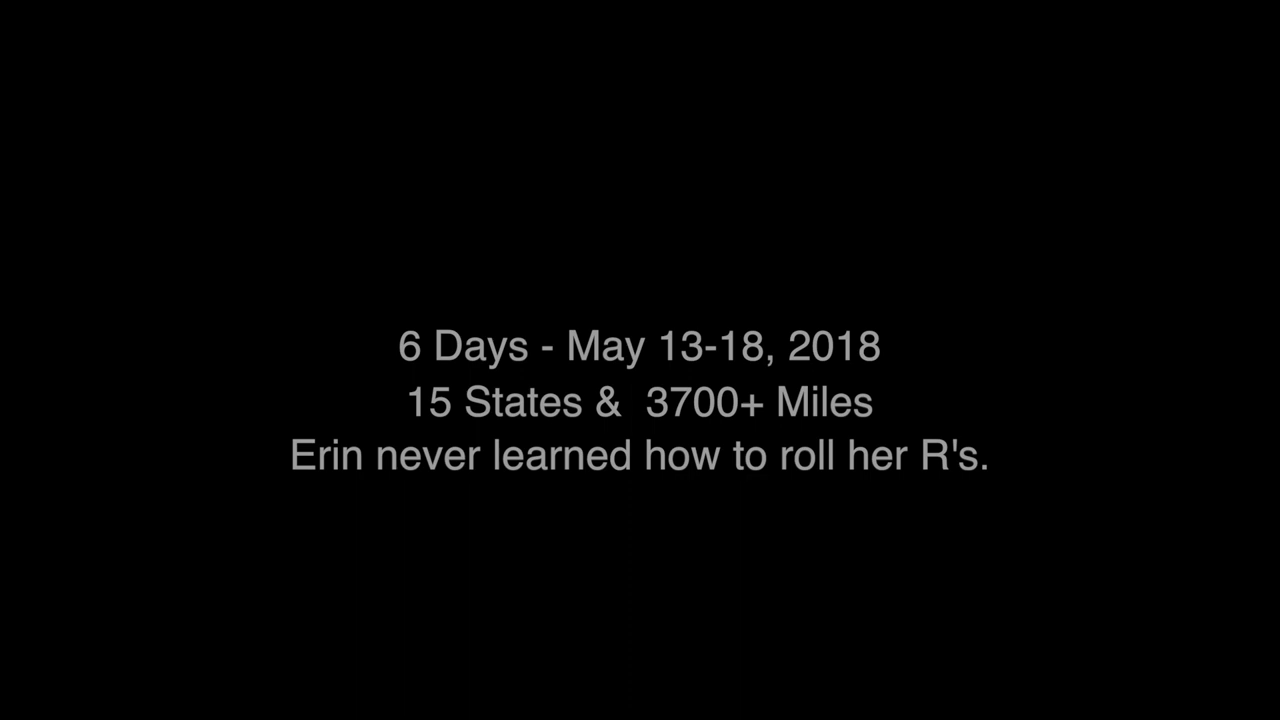 6 Days - May 13-18, 2018
15 States &  3700+ Miles
Erin never learned how to roll her R's.